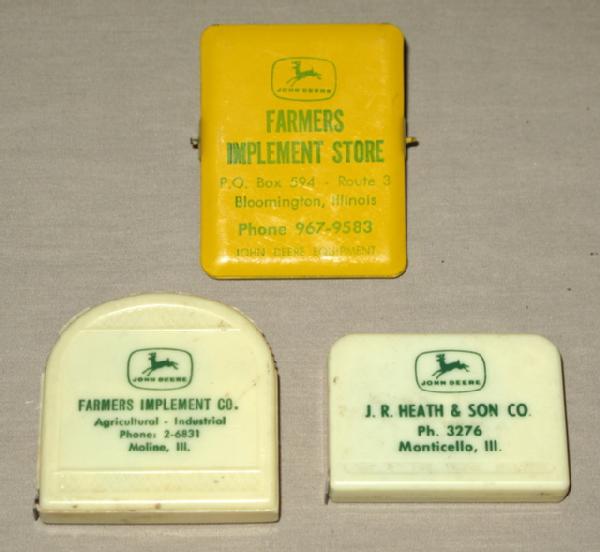 JOHN DEERE
FARMERS
IMPLEMENT STORE
P.O. Box 594 - Route 3
Bloomington, Illinois
Phone 967-9583
JOHN DEERE EQUIPMENT
JOHN DEERE
FARMERS IMPLEMENT CO.
Agricultural - Industrial
Phone: 2-6831
Moline, Ill.
JOHN DEERE
J. R. HEATH & SON CO.
Ph. 3276
Monticello, Ill.